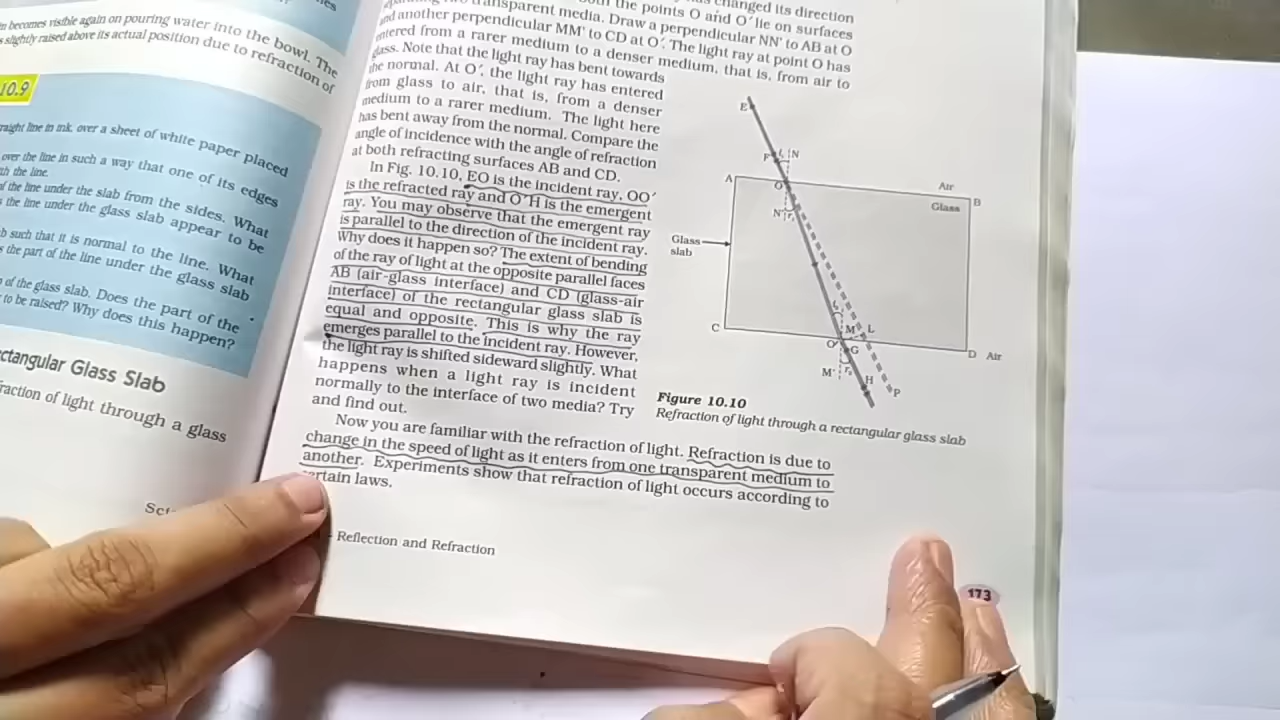 becomes visible again on pouring water into the bowl. The
slightly raised above its actual position due to refraction of
10.9
line in ink, over a sheet of white paper placed
over the line in such a way that one of its edges
the line.
the line under the slab from the sides. What
the line under the glass slab appear to be
such that it is normal to the line. What
the part of the line under the glass slab
of the glass slab. Does the part of the
to be raised? Why does this happen?
Glass Slab
of light through a glass
changed its direction
the points O and O′ lie on surfaces
transparent media. Draw a perpendicular NN′ to AB at O
and another perpendicular MM′ to CD at O′. The light ray at point O has
entered from a rarer medium to a denser medium, that is, from air to
glass. Note that the light ray has bent towards
the normal. At O′, the light ray has entered
from glass to air, that is, from a denser
medium to a rarer medium. The light here
has bent away from the normal. Compare the
angle of incidence with the angle of refraction
at both refracting surfaces AB and CD.
In Fig. 10.10, EO is the incident ray, OO′
is the refracted ray and O′H is the emergent
ray. You may observe that the emergent ray
is parallel to the direction of the incident ray.
Why does it happen so? The extent of bending
of the ray of light at the opposite parallel faces
AB (air-glass interface) and CD (glass-air
interface) of the rectangular glass slab is
equal and opposite. This is why the ray
emerges parallel to the incident ray. However,
the light ray is shifted sideward slightly. What
happens when a light ray is incident
normally to the interface of two media? Try
and find out.
E
F
N
A
O
Air
B
Glass
N′
Glass
slab
C
O′
M
L
G
D
Air
M′
H
P
Figure 10.10
Refraction of light through a rectangular glass slab
Now you are familiar with the refraction of light. Refraction is due to
change in the speed of light as it enters from one transparent medium to
another. Experiments show that refraction of light occurs according to
certain laws.
Reflection and Refraction
173